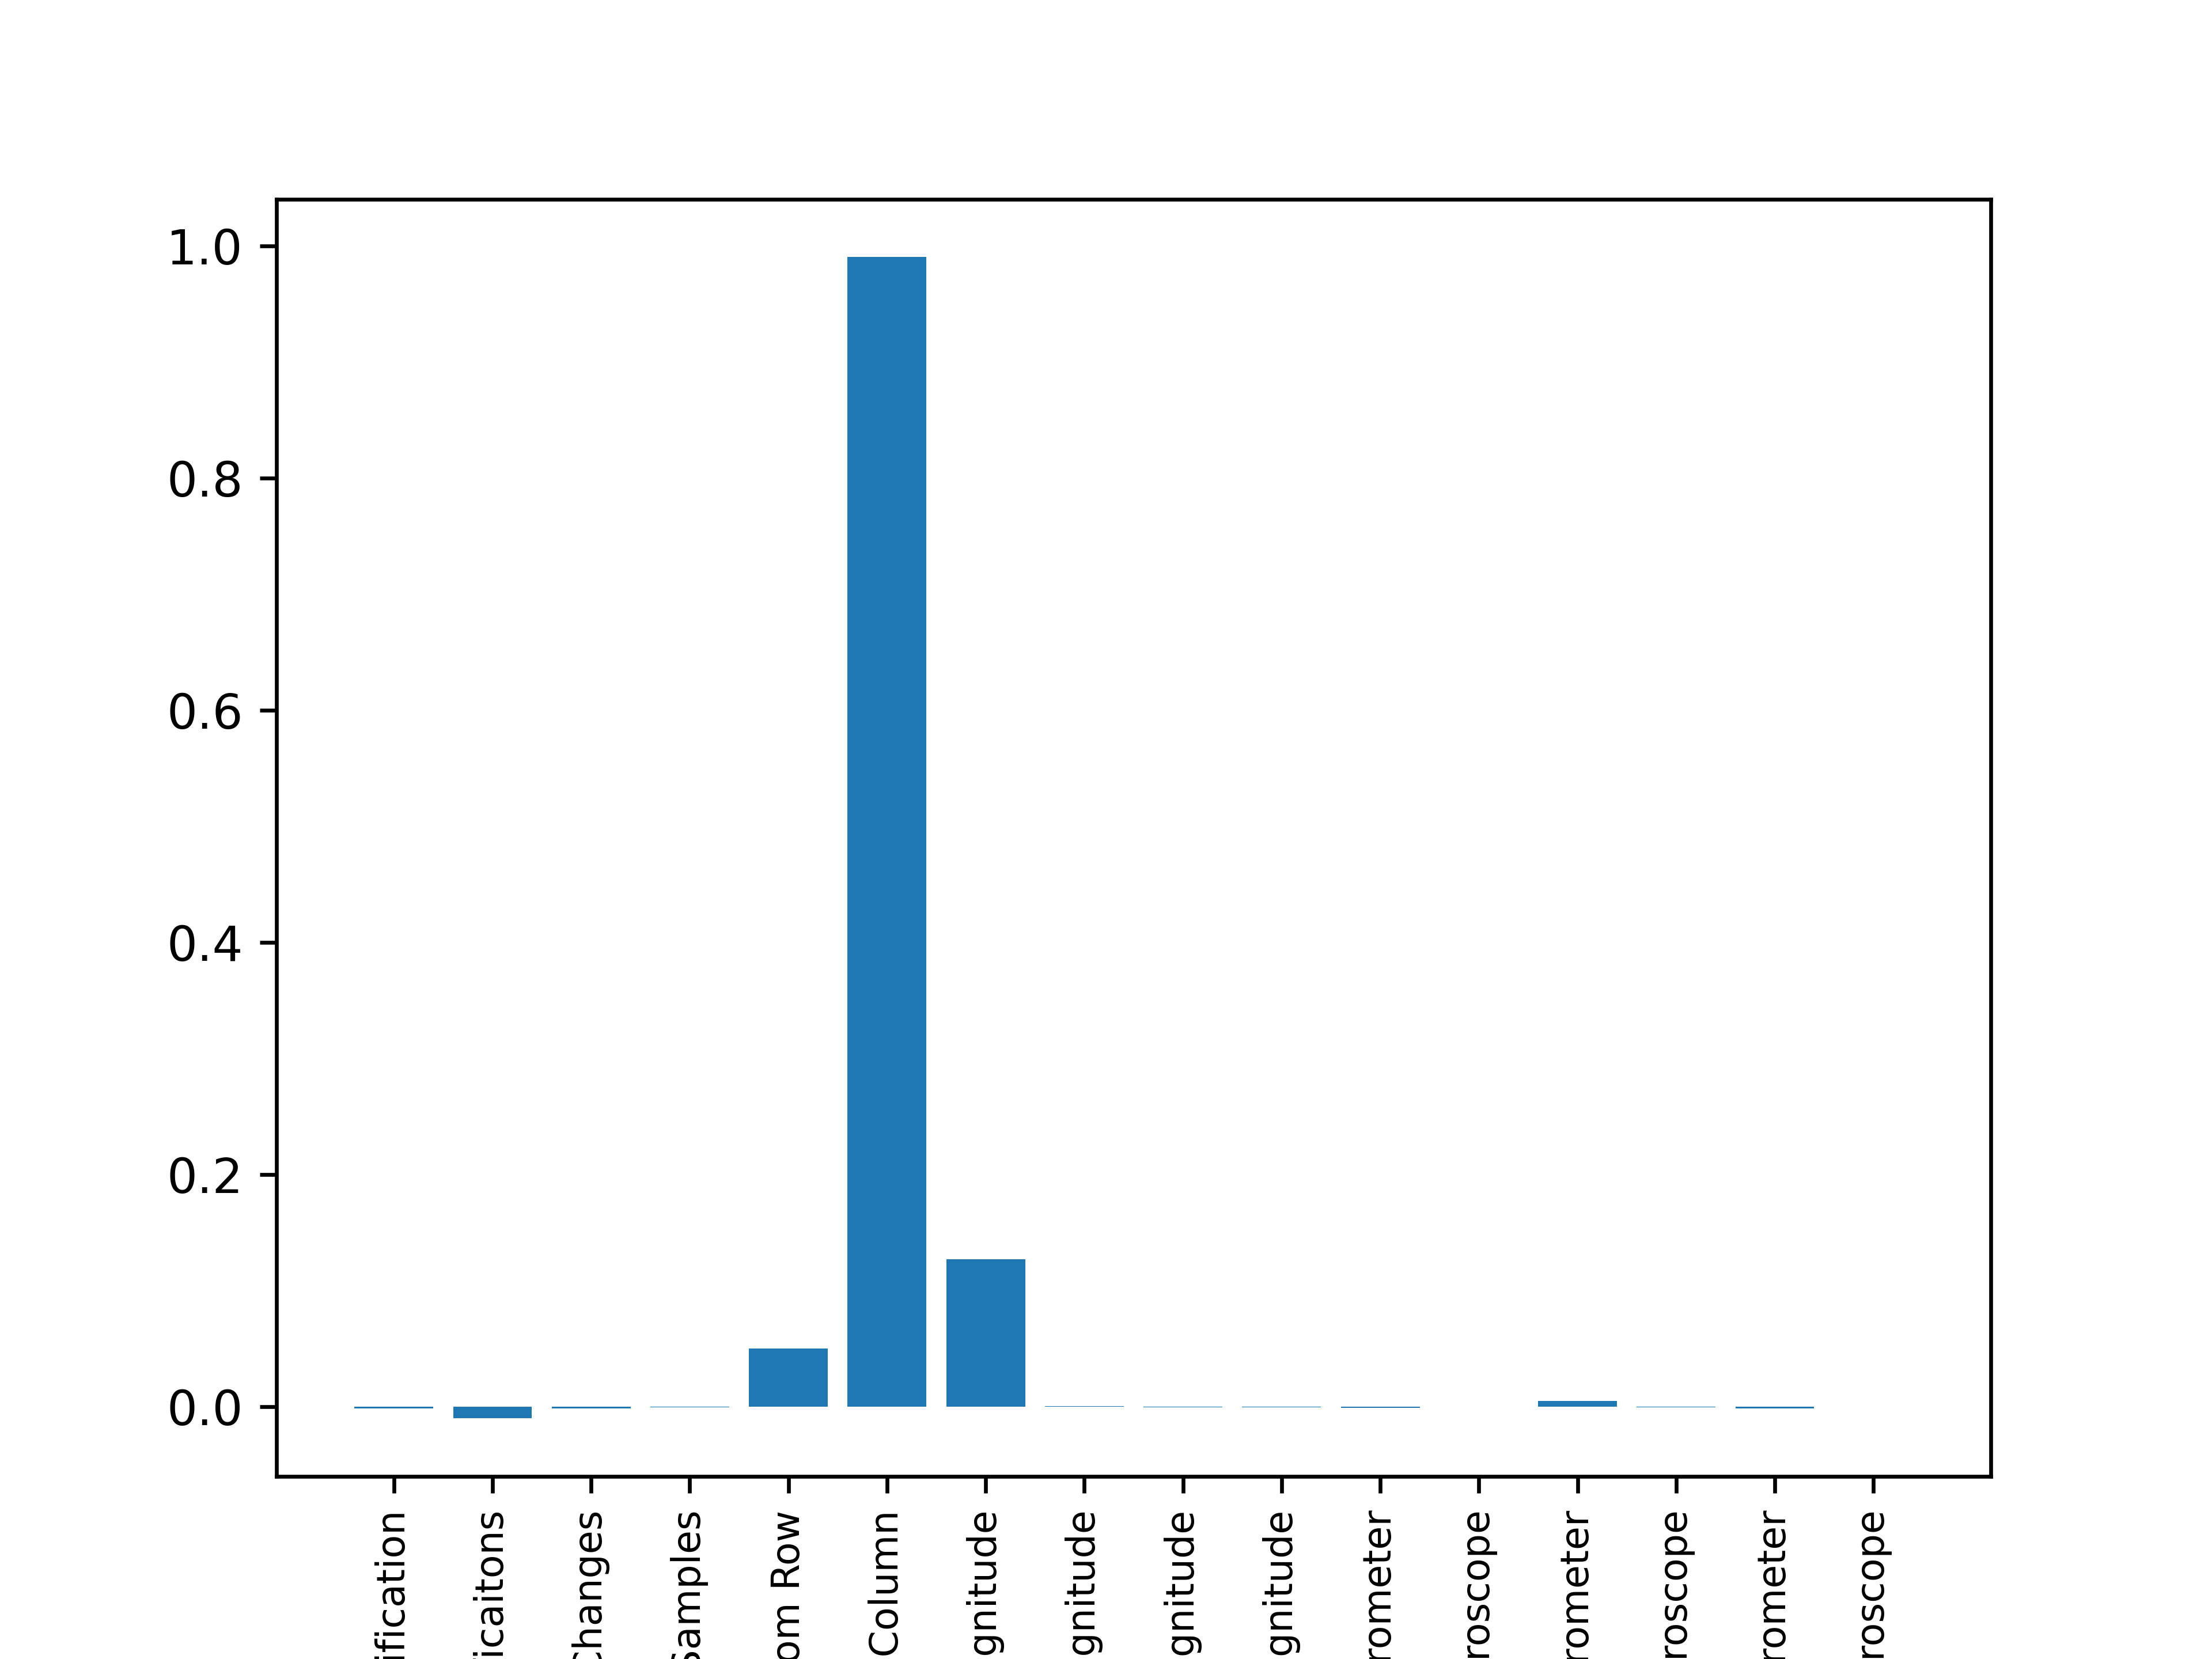 1.0
0.8
0.6
0.4
0.2
0.0
ification
icaitons
Changes
Samples
om Row
Column
gnitude
gnitude
gnitude
gnitude
rometer
roscope
rometer
roscope
rometer
roscope